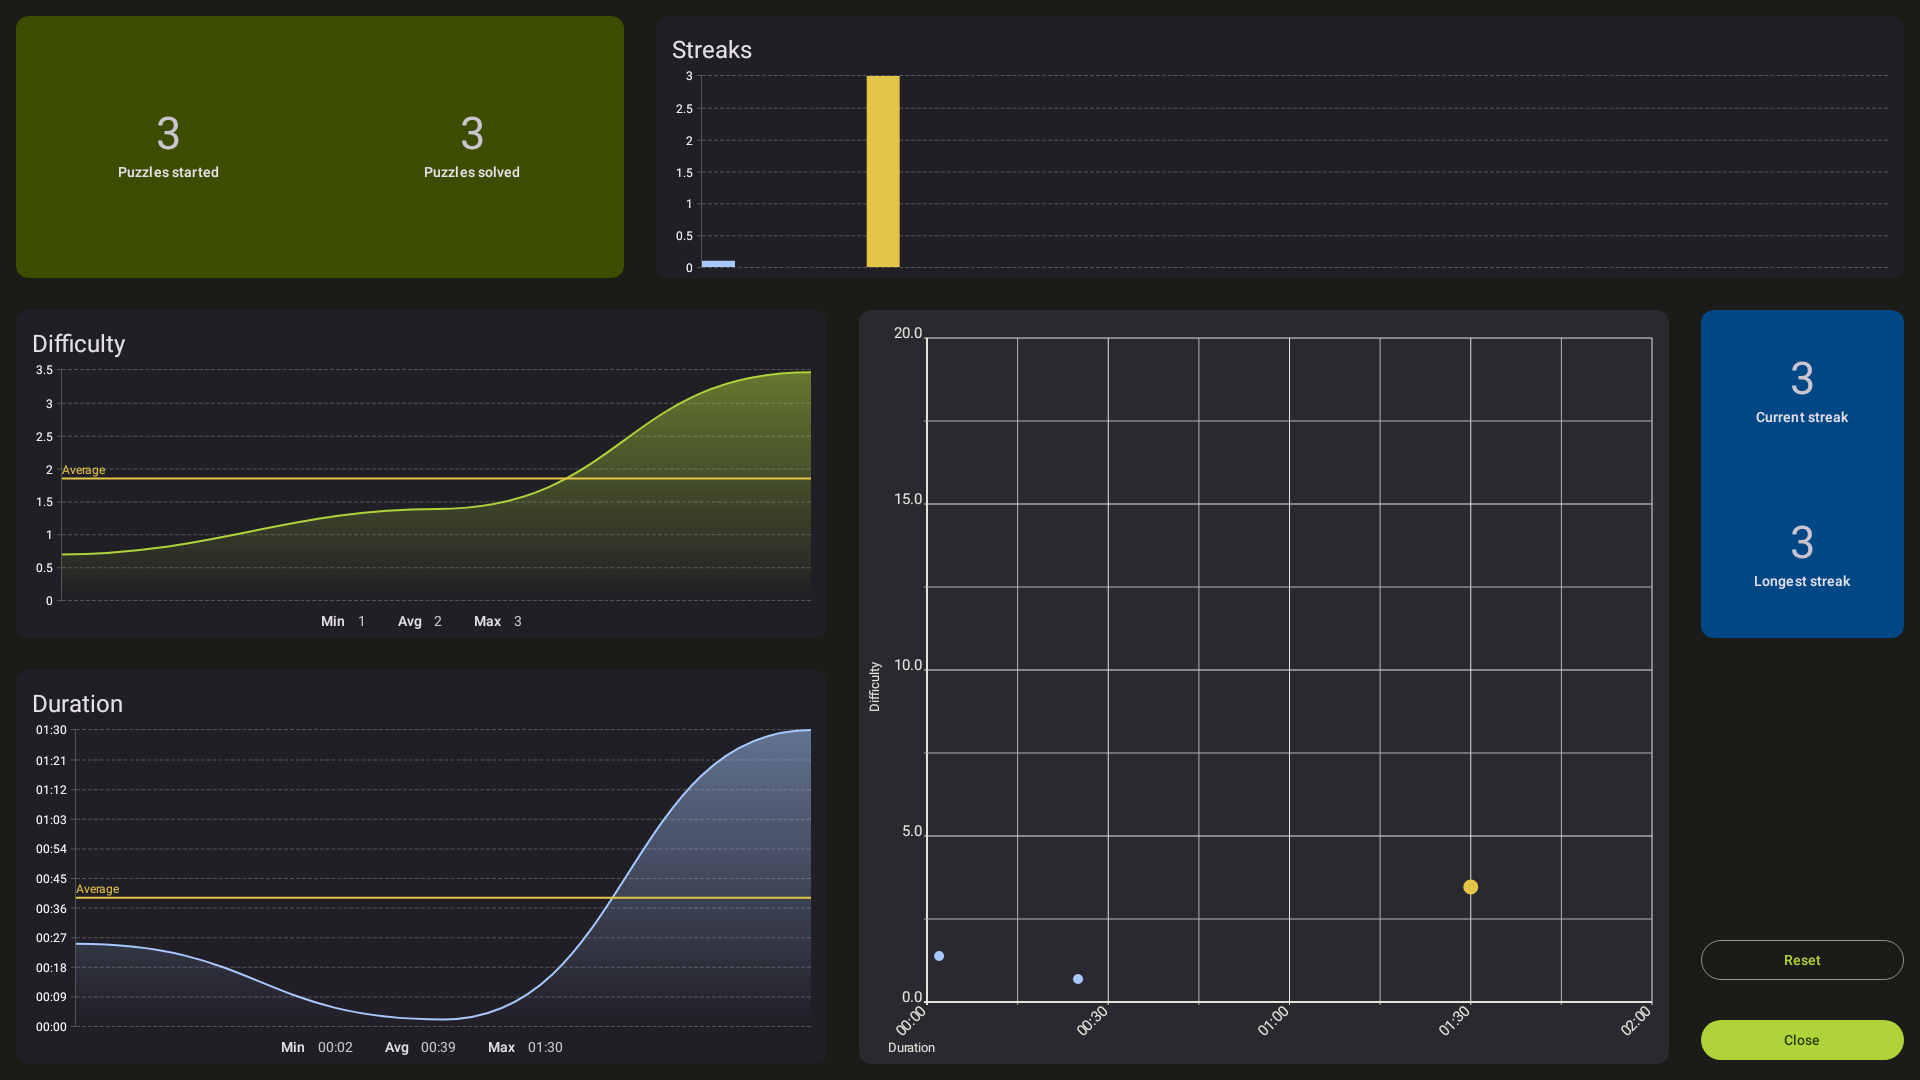 3
Puzzles started
3
Puzzles solved
Streaks
3
2.5
2
1.5
1
0.5
0
Difficulty
3.5
3
2.5
2
1.5
1
0.5
0
Average
Min 1 Avg 2 Max 3
Duration
01:30
01:21
01:12
01:03
00:54
00:45
00:36
00:27
00:18
00:09
00:00
Average
Min 00:02 Avg 00:39 Max 01:30
20.0
15.0
10.0
5.0
0.0
Difficulty
00:00 00:30 01:00 01:30 02:00
Duration
3
Current streak
3
Longest streak
Reset
Close